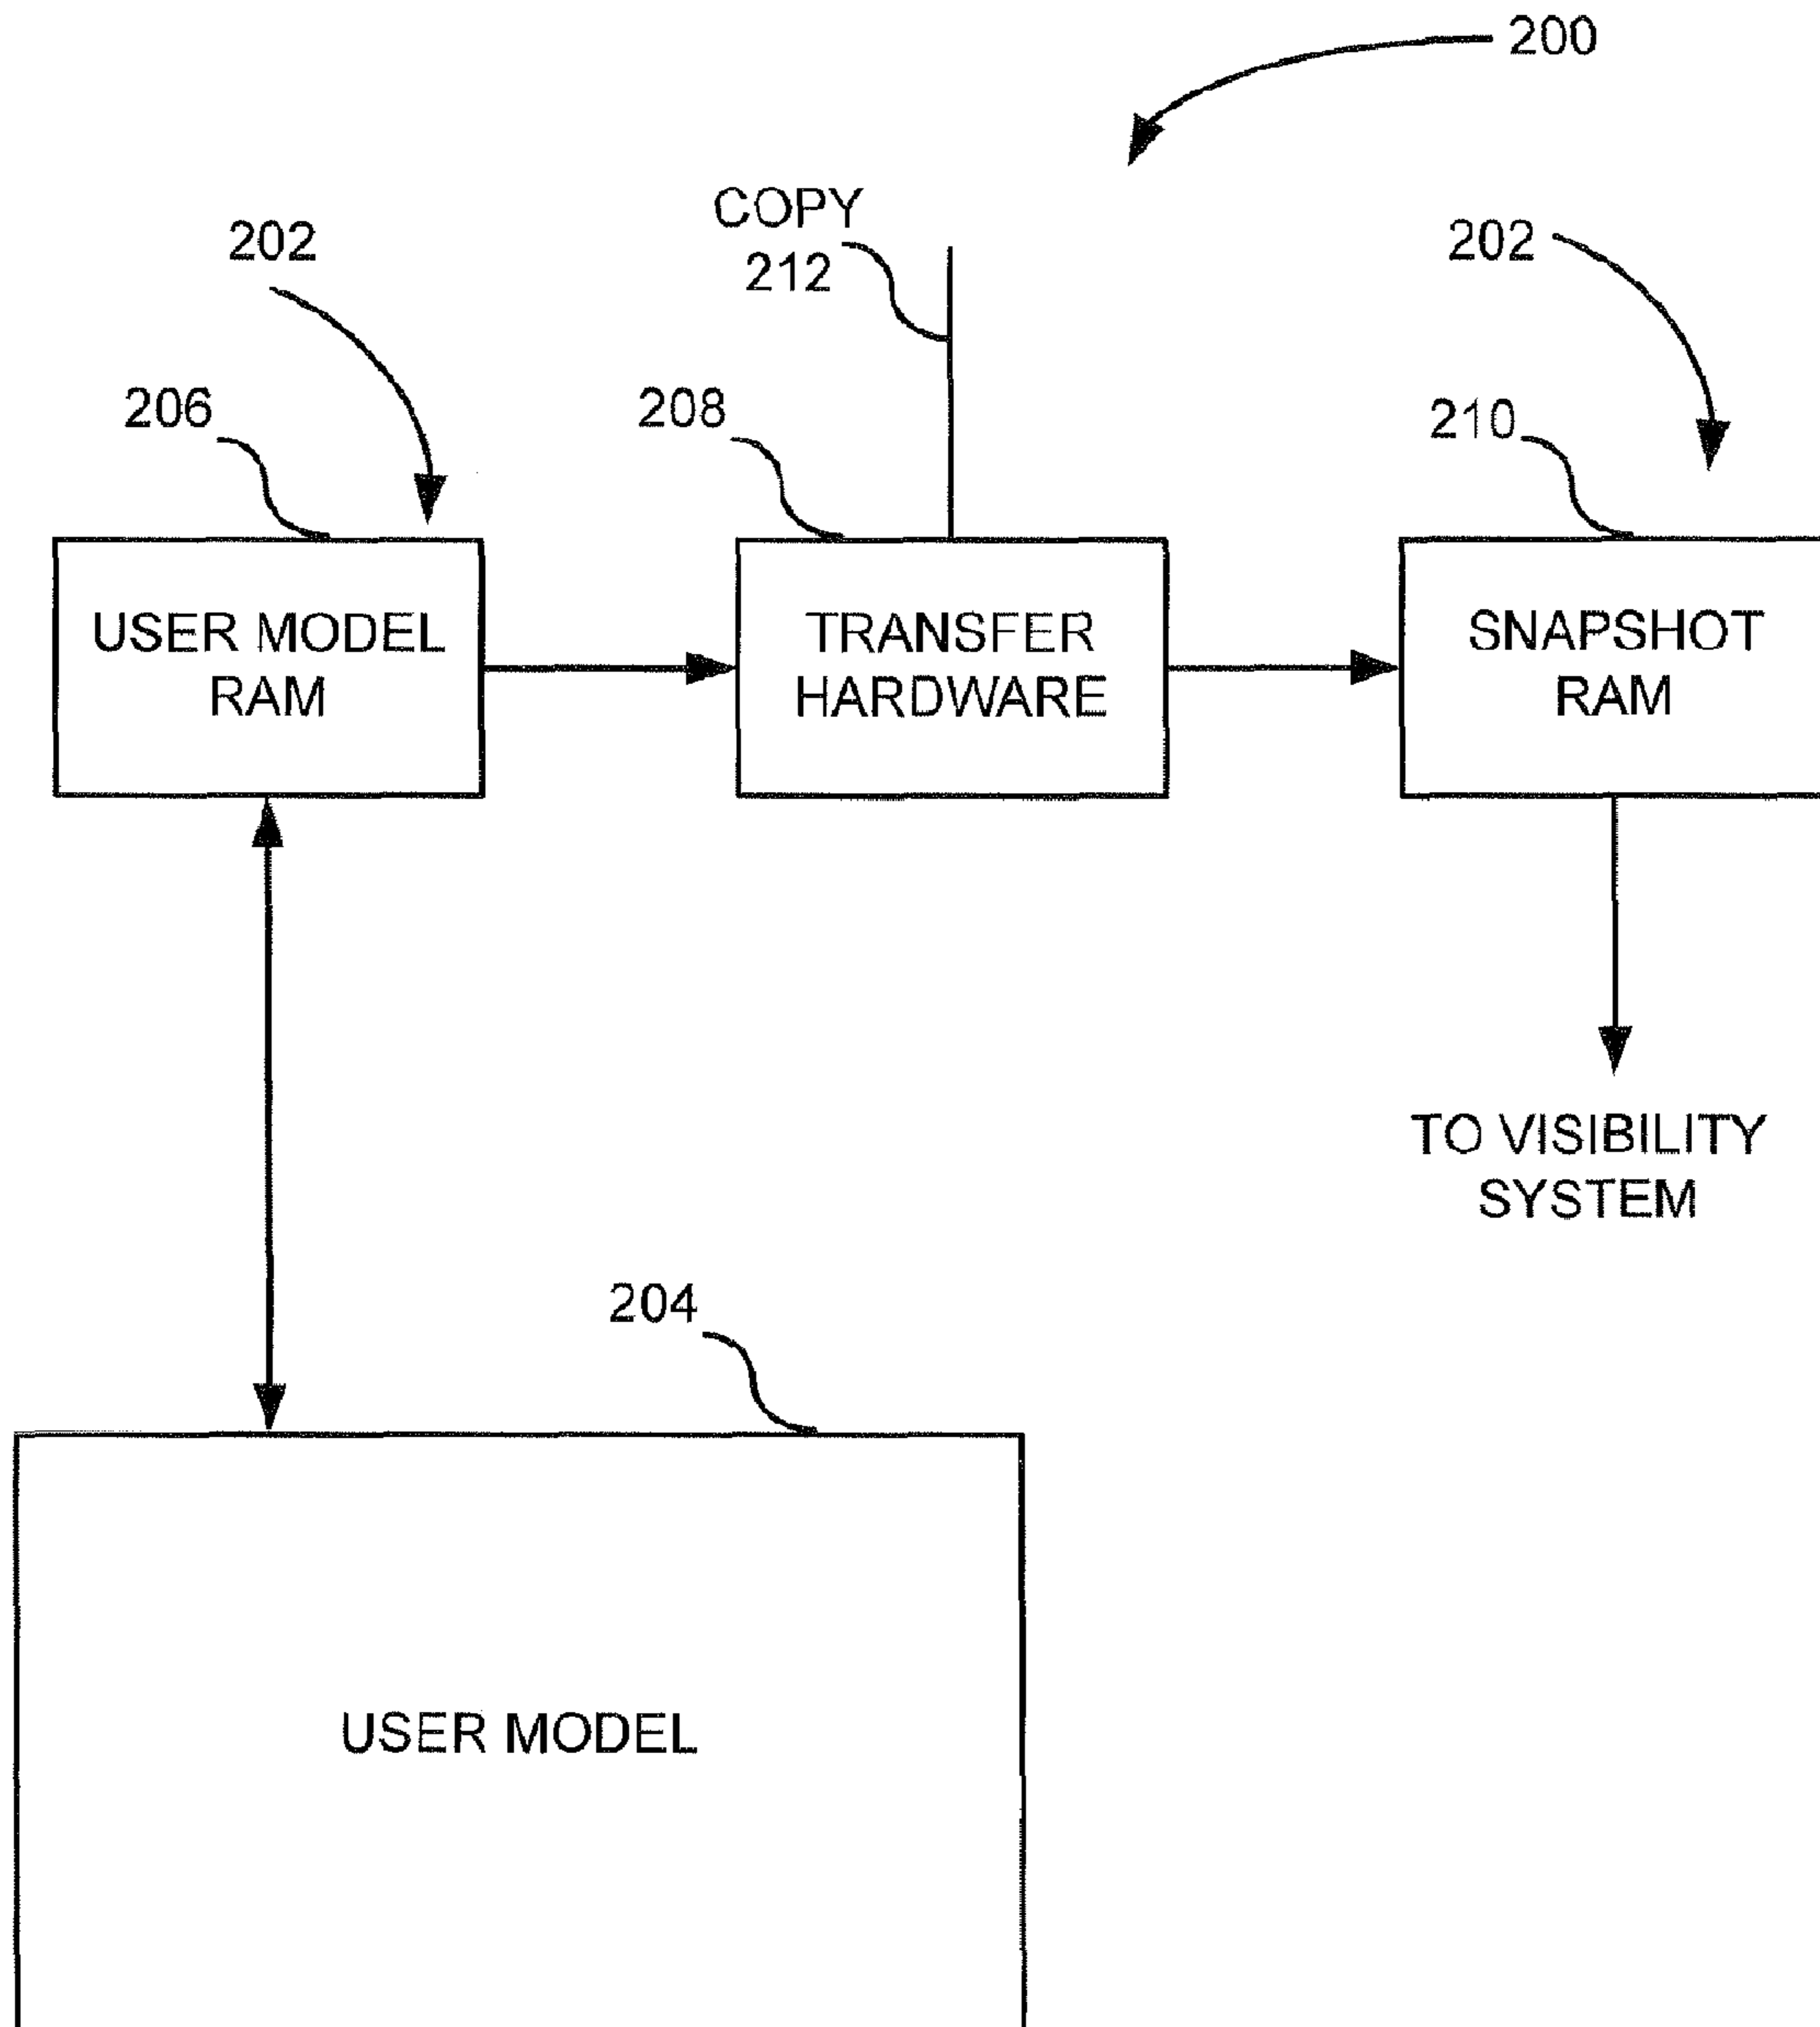 200
COPY
212
202
202
206
208
210
USER MODEL
RAM
TRANSFER
HARDWARE
SNAPSHOT
RAM
TO VISIBILITY
SYSTEM
204
USER MODEL